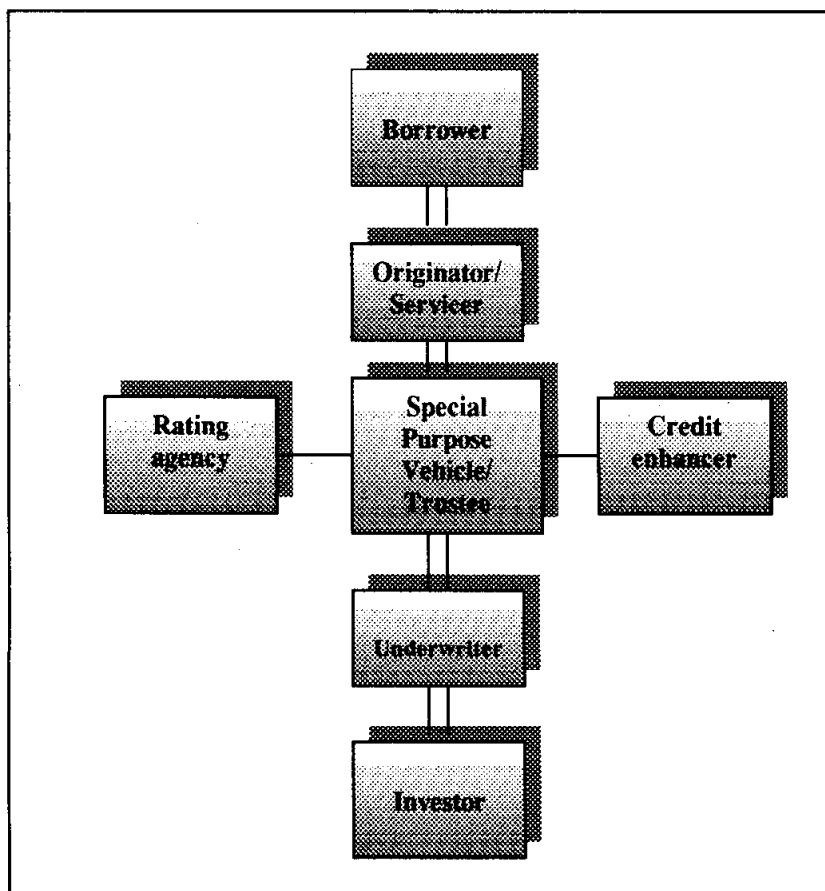 Borrower
Originator/
Servicer
Special
Purpose
Vehicle/
Trustee
Rating
agency
Credit
enhancer
Underwriter
Investor